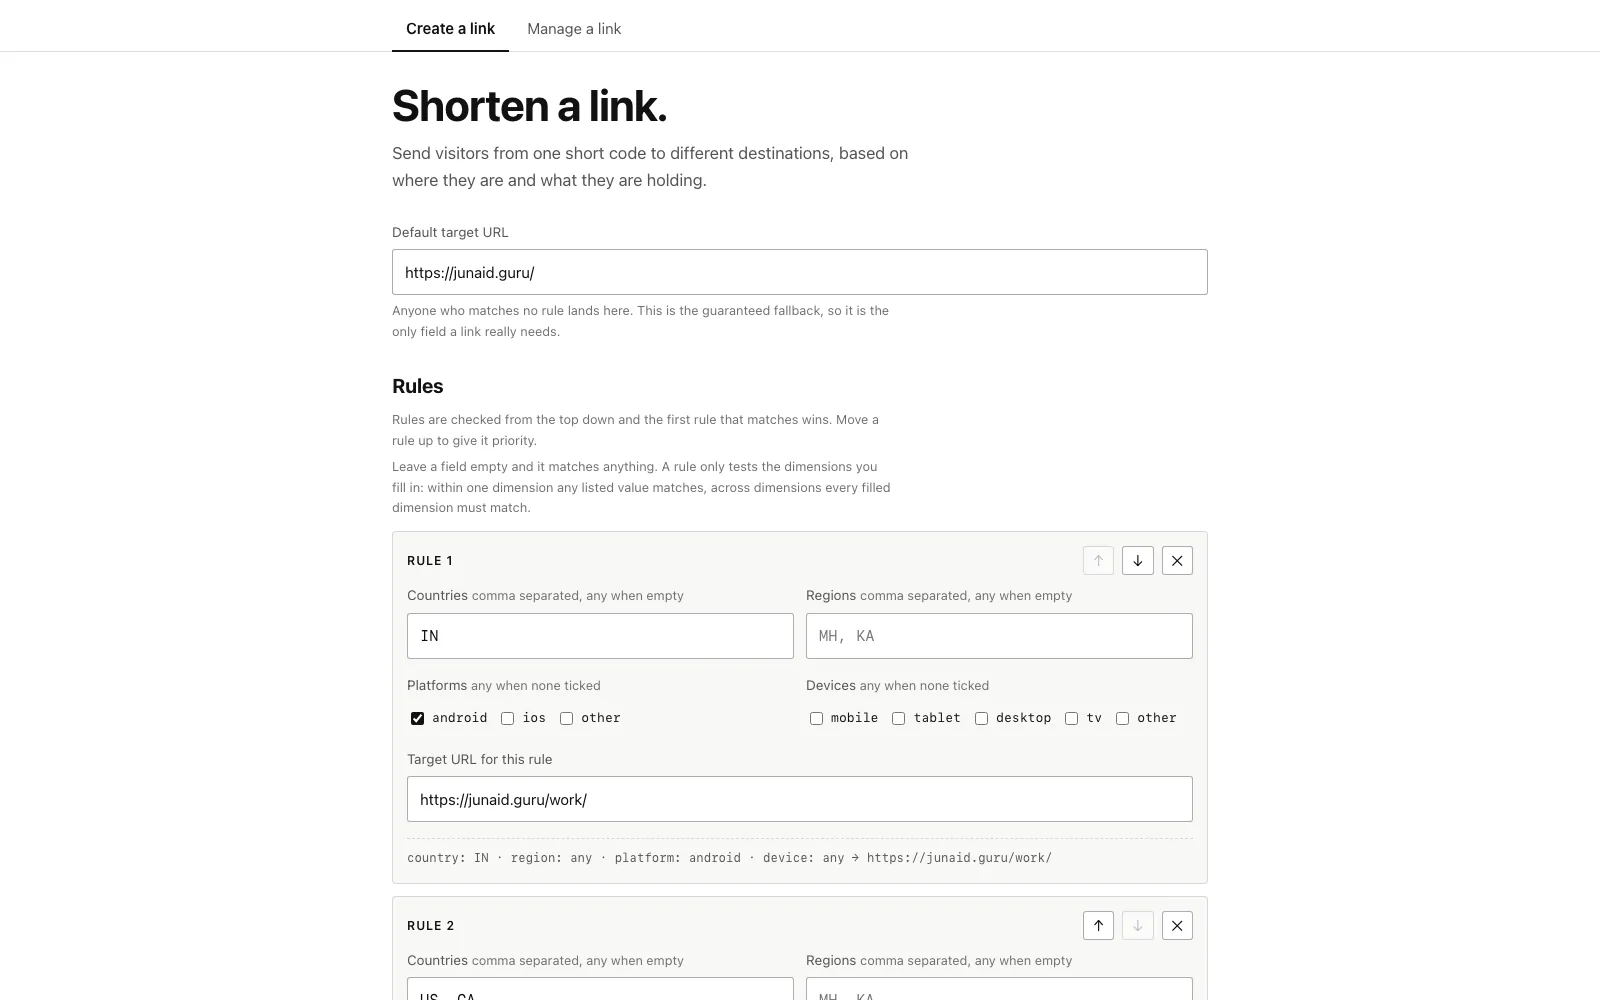 Create a link
Manage a link
Shorten a link.
Send visitors from one short code to different destinations, based on
where they are and what they are holding.
Default target URL
https://junaid.guru/
Anyone who matches no rule lands here. This is the guaranteed fallback, so it is the
only field a link really needs.
Rules
Rules are checked from the top down and the first rule that matches wins. Move a
rule up to give it priority.
Leave a field empty and it matches anything. A rule only tests the dimensions you
fill in: within one dimension any listed value matches, across dimensions every filled
dimension must match.
RULE 1
↑ ↓ ×
Countries comma separated, any when empty
IN
Regions comma separated, any when empty
MH, KA
Platforms any when none ticked
android ios other
Devices any when none ticked
mobile tablet desktop tv other
Target URL for this rule
https://junaid.guru/work/
country: IN · region: any · platform: android · device: any → https://junaid.guru/work/
RULE 2
↑ ↓ ×
Countries comma separated, any when empty
US, CA
Regions comma separated, any when empty
MH, KA